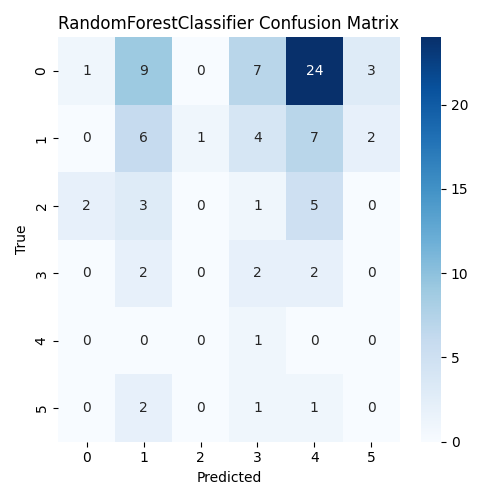 RandomForestClassifier Confusion Matrix
0 1 9 0 7 24 3
1 0 6 1 4 7 2
2 2 3 0 1 5 0
3 0 2 0 2 2 0
4 0 0 0 1 0 0
5 0 2 0 1 1 0
0 1 2 3 4 5
True
Predicted
20
15
10
5
0